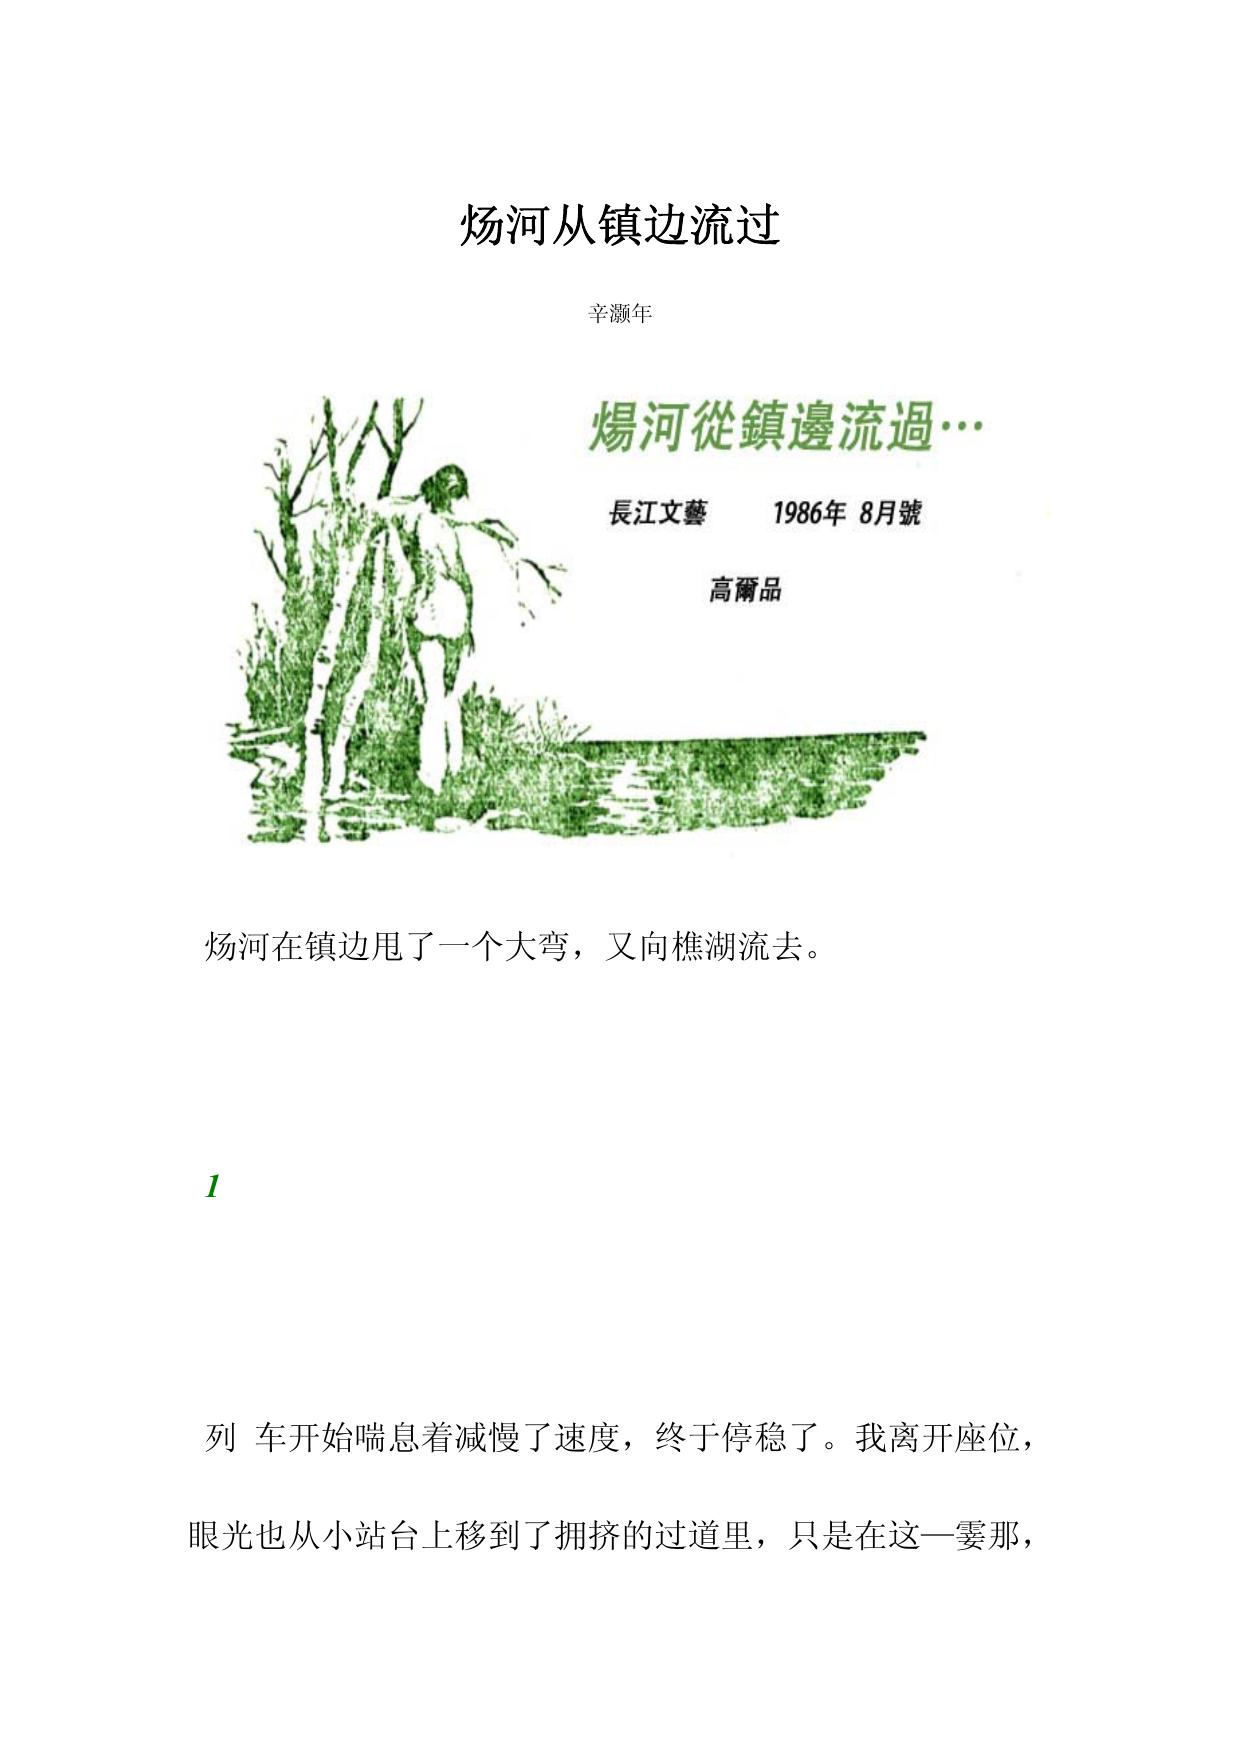 炀河从镇边流过
辛灏年
煬河從鎮邊流過…
長江文藝 1986年 8月號
高爾品
炀河在镇边甩了一个大弯，又向樵湖流去。
1
列 车开始喘息着减慢了速度，终于停稳了。我离开座位，
眼光也从小站台上移到了拥挤的过道里，只是在这—霎那，